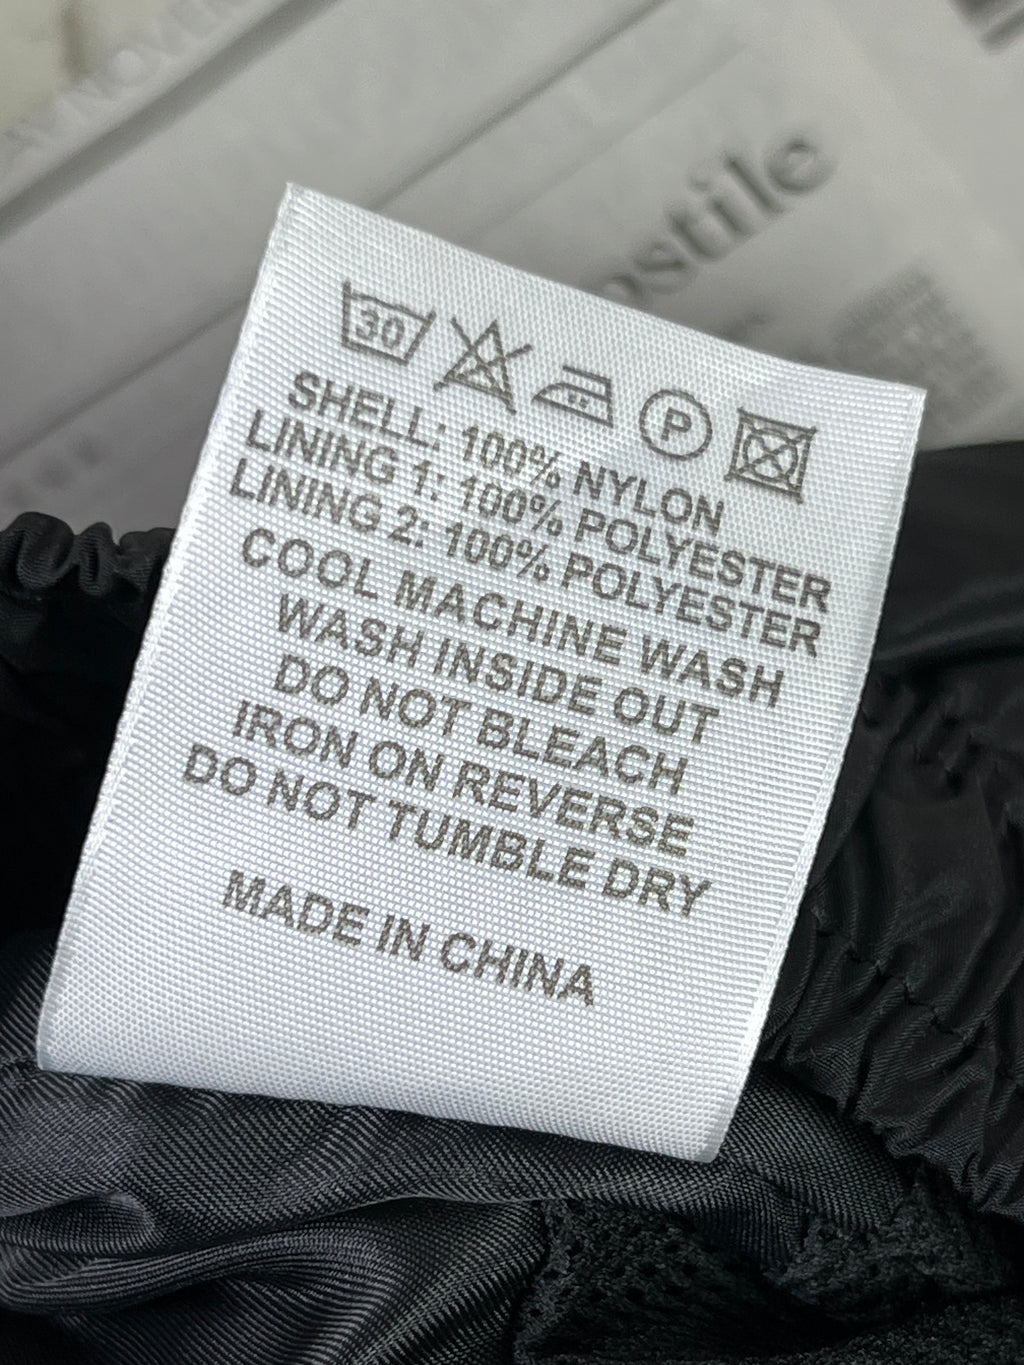 30
P
SHELL: 100% NYLON
LINING 1: 100% POLYESTER
LINING 2: 100% POLYESTER
COOL MACHINE WASH
WASH INSIDE OUT
DO NOT BLEACH
IRON ON REVERSE
DO NOT TUMBLE DRY
MADE IN CHINA